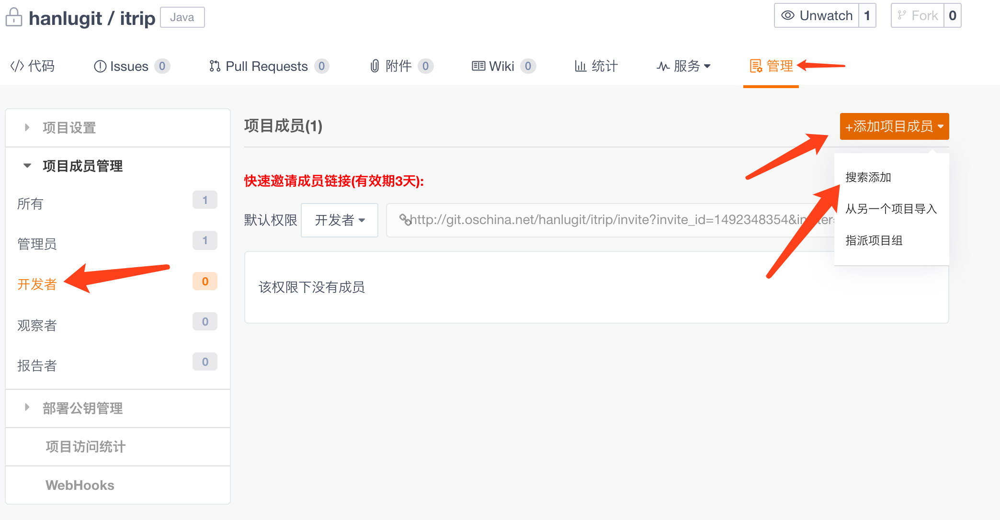 hanlugit / itrip Java
Unwatch 1 Fork 0
代码 Issues 0 Pull Requests 0 附件 0 Wiki 0 统计 服务 管理
项目设置
项目成员管理
所有 1
管理员 1
开发者 0
观察者 0
报告者 0
部署公钥管理
项目访问统计
WebHooks
项目成员(1)
+添加项目成员
搜索添加
从另一个项目导入
指派项目组
快速邀请成员链接(有效期3天):
默认权限 开发者 http://git.oschina.net/hanlugit/itrip/invite?invite_id=1492348354&in
该权限下没有成员